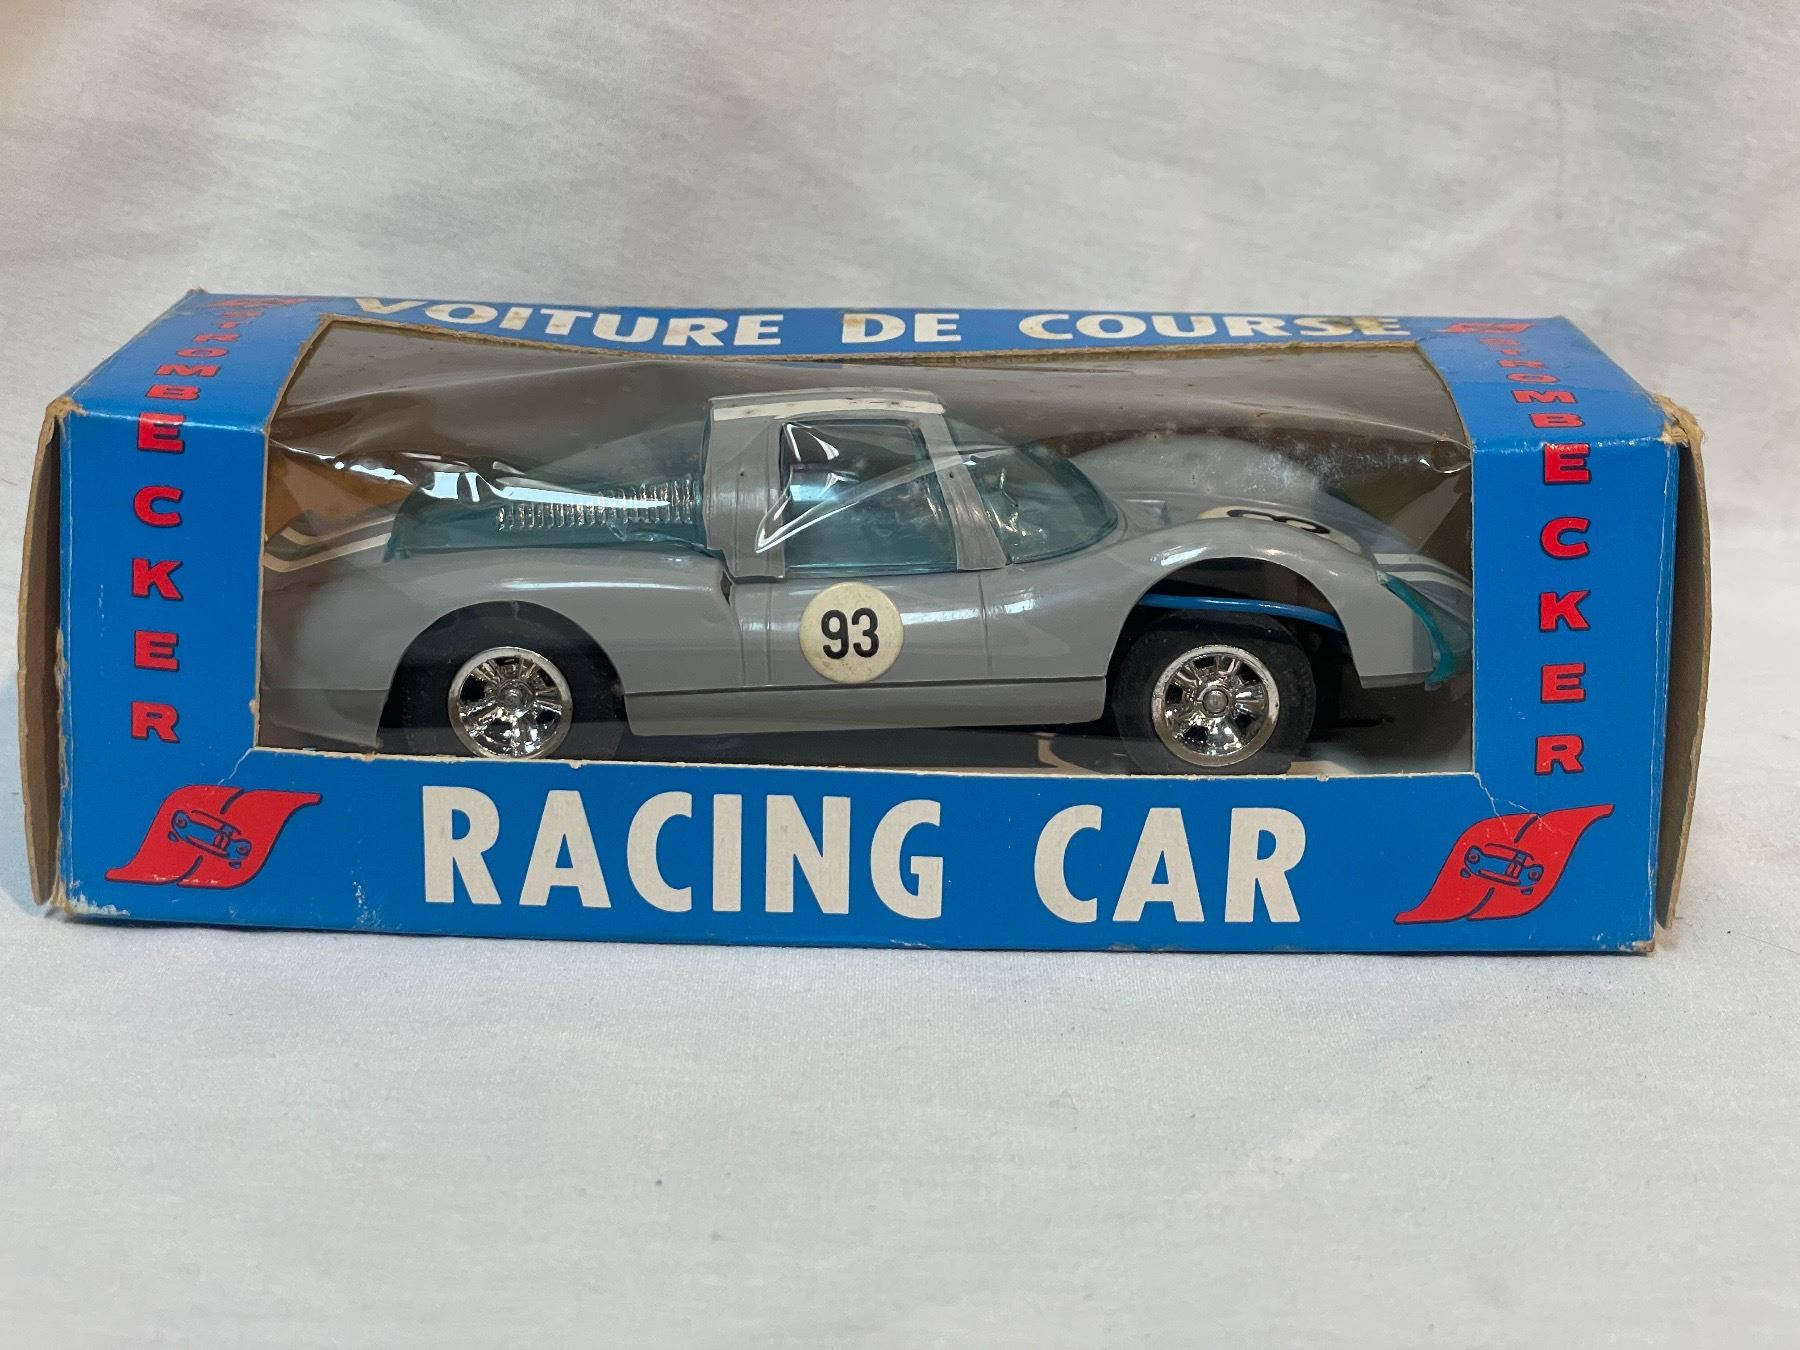 VOITURE DE COURSE
STROMBECKER
STROMBECKER
93
RACING CAR